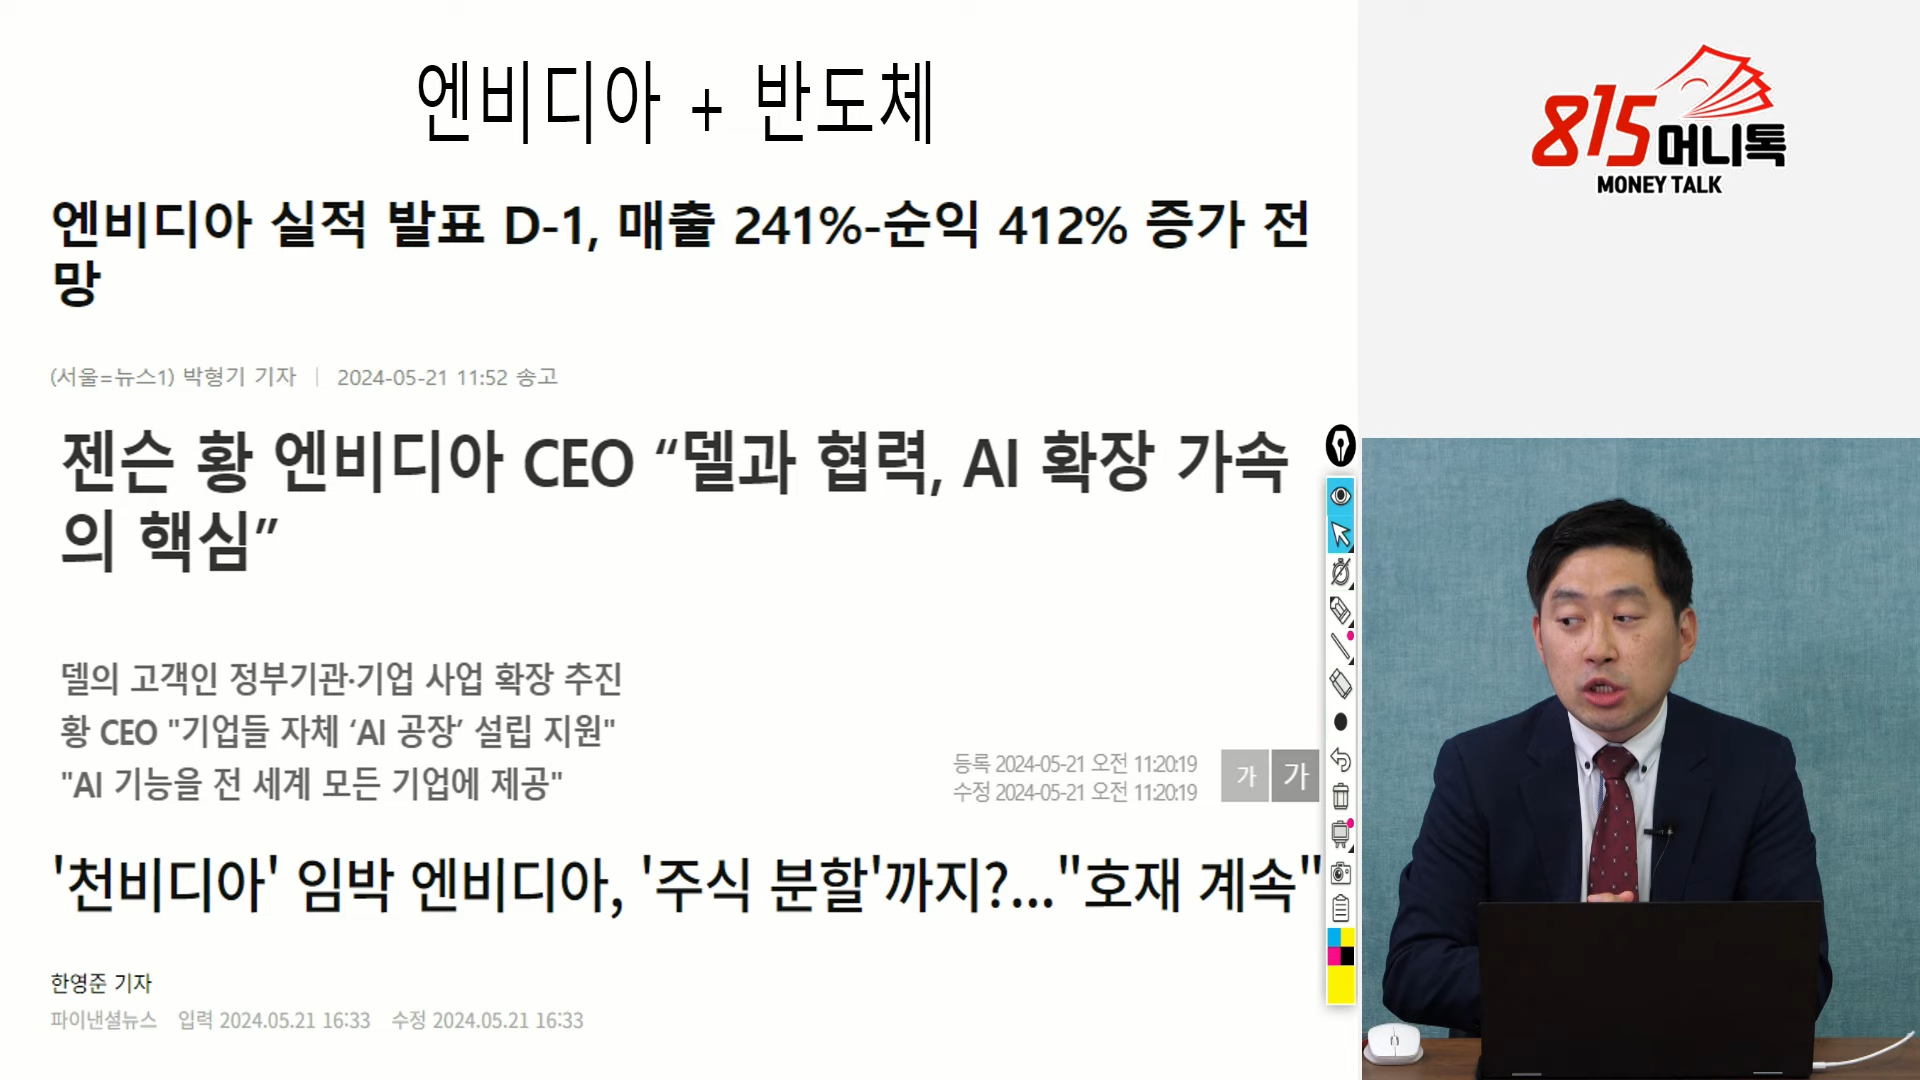 엔비디아 + 반도체
엔비디아 실적 발표 D-1, 매출 241%-순익 412% 증가 전
망
(서울=뉴스1) 박형기 기자 | 2024-05-21 11:52 송고
젠슨 황 엔비디아 CEO “델과 협력, AI 확장 가속
의 핵심”
델의 고객인 정부기관·기업 사업 확장 추진
황 CEO "기업들 자체 ‘AI 공장’ 설립 지원"
"AI 기능을 전 세계 모든 기업에 제공"
등록 2024-05-21 오전 11:20:19
수정 2024-05-21 오전 11:20:19
가 가
'천비디아' 임박 엔비디아, '주식 분할'까지?..."호재 계속"
한영준 기자
파이낸셜뉴스 입력 2024.05.21 16:33 수정 2024.05.21 16:33
815 머니톡
MONEY TALK